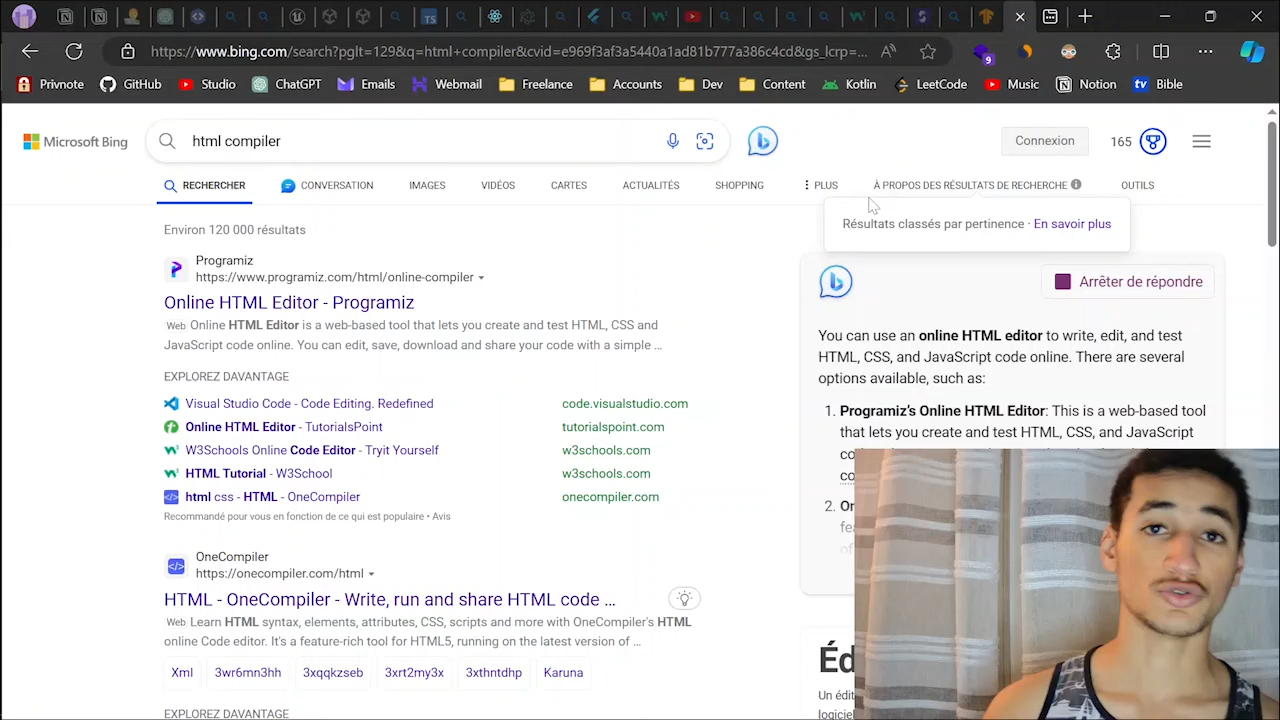 https://www.bing.com/search?pglt=129&q=html+compiler&cvid=e969f3af3a5440a1ad81b777a386c4cd&gs_lcrp=...
9
Privnote
GitHub
Studio
ChatGPT
Emails
Webmail
Freelance
Accounts
Dev
Content
Kotlin
LeetCode
Music
Notion
tv Bible
Microsoft Bing
html compiler
Connexion
165
RECHERCHER
CONVERSATION
IMAGES
VIDÉOS
CARTES
ACTUALITÉS
SHOPPING
PLUS
À PROPOS DES RÉSULTATS DE RECHERCHE
OUTILS
Résultats classés par pertinence · En savoir plus
Environ 120 000 résultats
Programiz
https://www.programiz.com/html/online-compiler
Online HTML Editor - Programiz
Web Online HTML Editor is a web-based tool that lets you create and test HTML, CSS and
JavaScript code online. You can edit, save, download and share your code with a simple ...
EXPLOREZ DAVANTAGE
Visual Studio Code - Code Editing. Redefined code.visualstudio.com
Online HTML Editor - TutorialsPoint tutorialspoint.com
W3Schools Online Code Editor - Tryit Yourself w3schools.com
HTML Tutorial - W3School w3schools.com
html css - HTML - OneCompiler onecompiler.com
Recommandé pour vous en fonction de ce qui est populaire • Avis
OneCompiler
https://onecompiler.com/html
HTML - OneCompiler - Write, run and share HTML code ...
Web Learn HTML syntax, elements, attributes, CSS, scripts and more with OneCompiler's HTML
online Code editor. It's a feature-rich tool for HTML5, running on the latest version of ...
Xml
3wr6mn3hh
3xqqkzseb
3xrt2my3x
3xthntdhp
Karuna
EXPLOREZ DAVANTAGE
Arrêter de répondre
You can use an online HTML editor to write, edit, and test
HTML, CSS, and JavaScript code online. There are several
options available, such as:
1. Programiz's Online HTML Editor: This is a web-based tool
that lets you create and test HTML, CSS, and JavaScript
2.
Un édit
logiciel